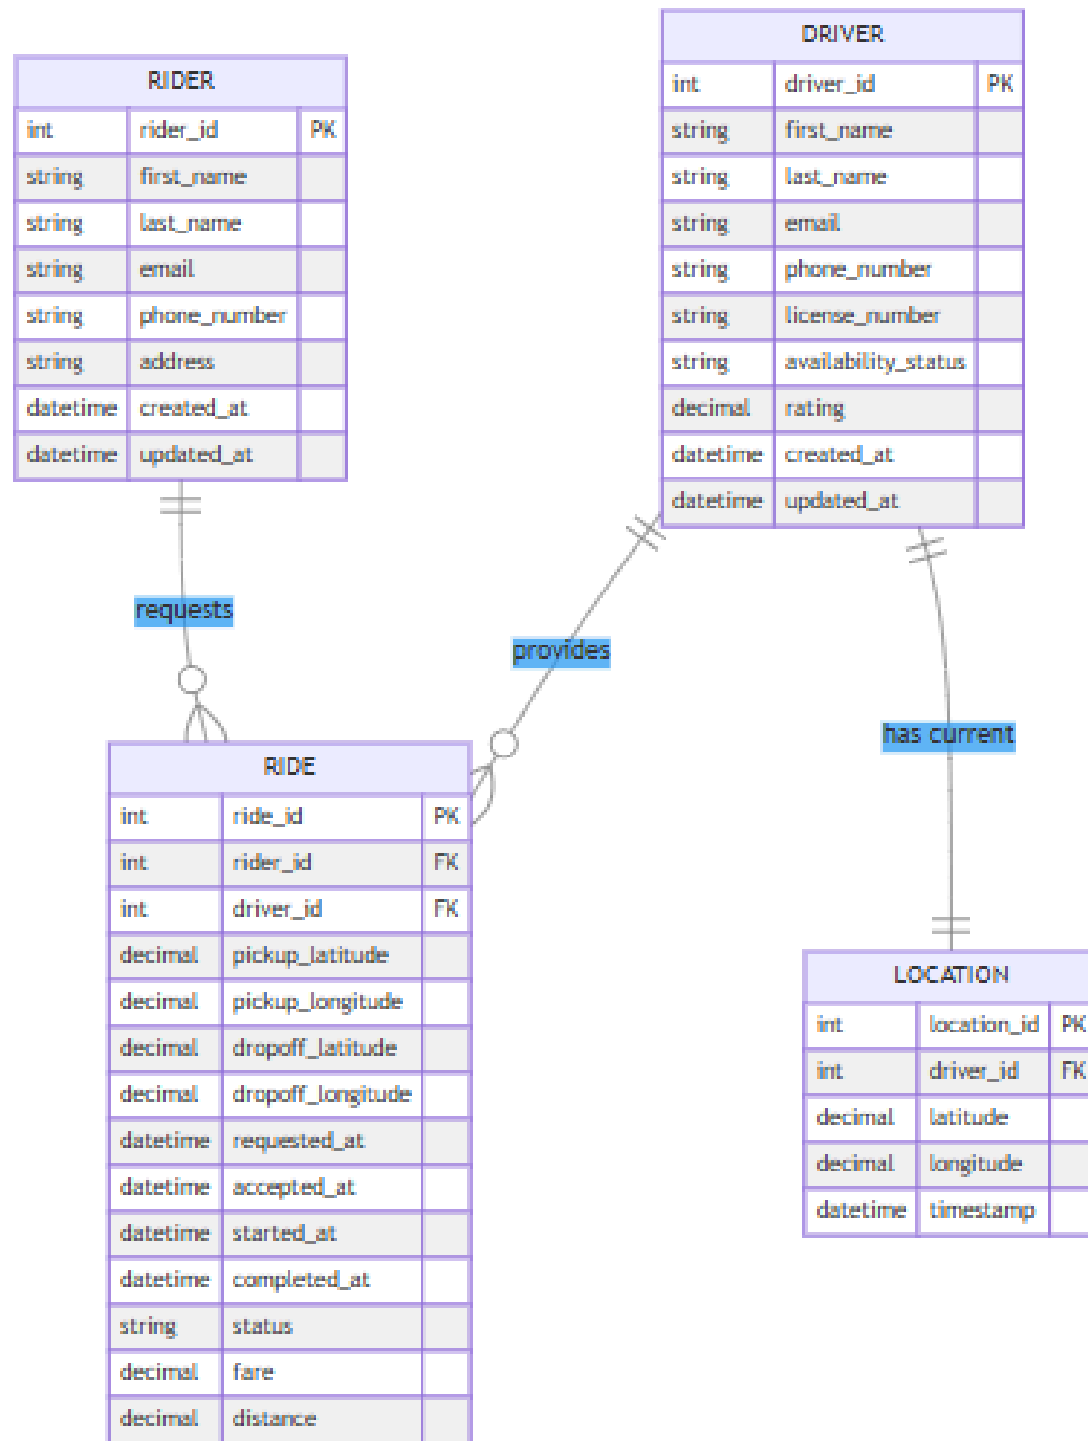 RIDER
int rider_id PK
string first_name
string last_name
string email
string phone_number
string address
datetime created_at
datetime updated_at
DRIVER
int driver_id PK
string first_name
string last_name
string email
string phone_number
string license_number
string availability_status
decimal rating
datetime created_at
datetime updated_at
requests
provides
has current
RIDE
int ride_id PK
int rider_id FK
int driver_id FK
decimal pickup_latitude
decimal pickup_longitude
decimal dropoff_latitude
decimal dropoff_longitude
datetime requested_at
datetime accepted_at
datetime started_at
datetime completed_at
string status
decimal fare
decimal distance
LOCATION
int location_id PK
int driver_id FK
decimal latitude
decimal longitude
datetime timestamp